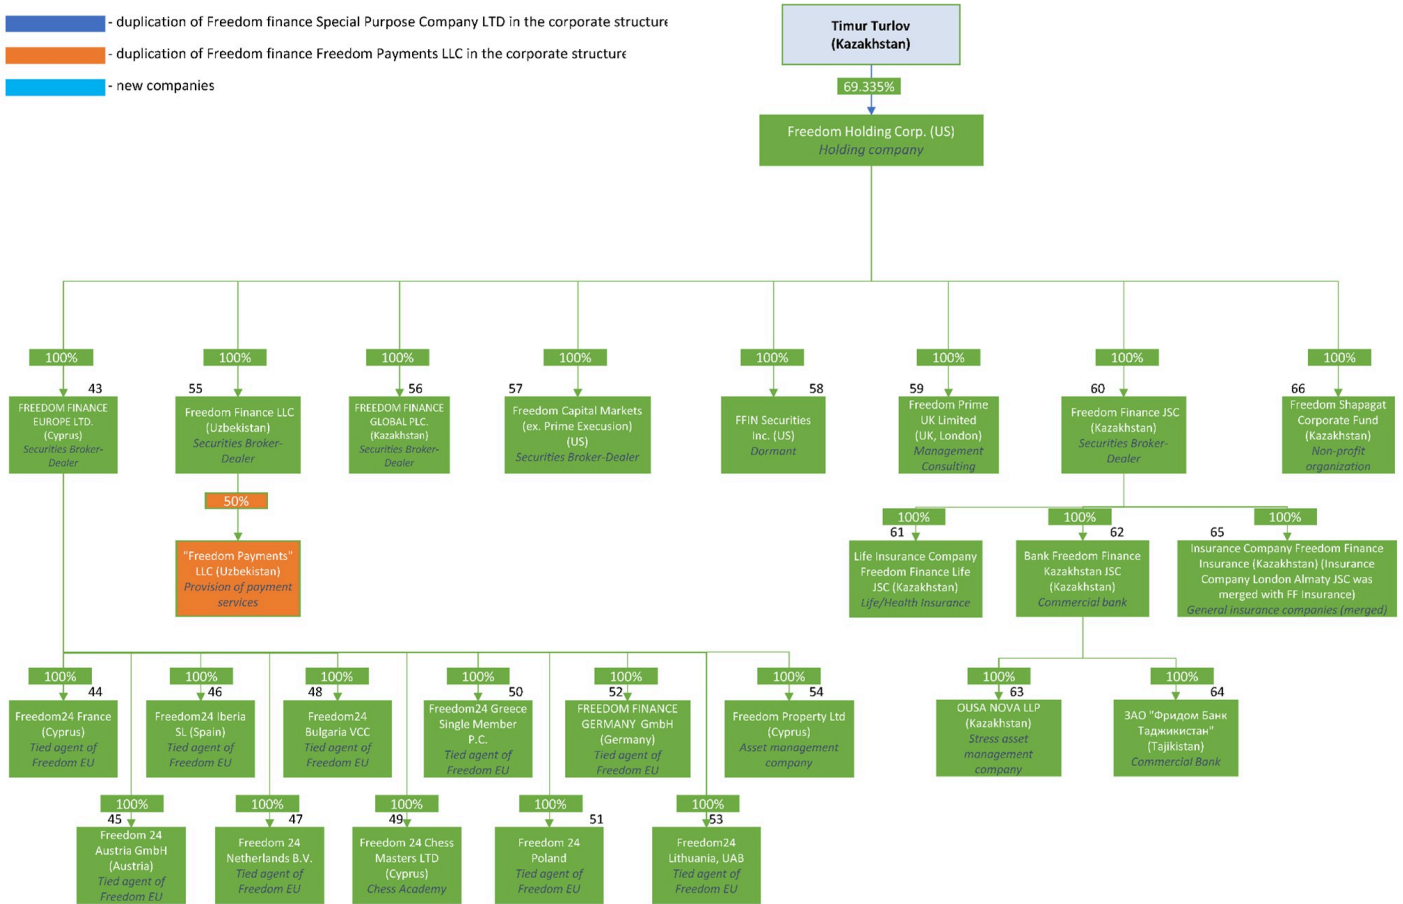 - duplication of Freedom finance Special Purpose Company LTD in the corporate structure
- duplication of Freedom finance Freedom Payments LLC in the corporate structure
- new companies
Timur Turlov
(Kazakhstan)
69.335%
Freedom Holding Corp. (US)
Holding company
100%
100%
100%
100%
100%
100%
100%
100%
43
FREEDOM FINANCE
EUROPE LTD.
(Cyprus)
Securities Broker-
Dealer
55
Freedom Finance LLC
(Uzbekistan)
Securities Broker-
Dealer
56
FREEDOM FINANCE
GLOBAL PLC.
(Kazakhstan)
Securities Broker-
Dealer
57
Freedom Capital Markets
(ex. Prime Execusion)
(US)
Securities Broker-Dealer
58
FFIN Securities
Inc. (US)
Dormant
59
Freedom Prime
UK Limited
(UK, London)
Management
Consulting
60
Freedom Finance JSC
(Kazakhstan)
Securities Broker-
Dealer
66
Freedom Shapagat
Corporate Fund
(Kazakhstan)
Non-profit
organization
50%
"Freedom Payments"
LLC (Uzbekistan)
Provision of payment
services
100%
61
Life Insurance Company
Freedom Finance Life
JSC (Kazakhstan)
Life/Health Insurance
100%
62
Bank Freedom Finance
Kazakhstan JSC
(Kazakhstan)
Commercial bank
100%
65
Insurance Company Freedom Finance
Insurance (Kazakhstan) (Insurance
Company London Almaty JSC was
merged with FF Insurance)
General insurance companies (merged)
100%
44
Freedom24 France
(Cyprus)
Tied agent of
Freedom EU
100%
46
Freedom24 Iberia
SL (Spain)
Tied agent of
Freedom EU
100%
48
Freedom24
Bulgaria VCC
Tied agent of
Freedom EU
100%
50
Freedom24 Greece
Single Member
P.C.
Tied agent of
Freedom EU
100%
52
FREEDOM FINANCE
GERMANY GmbH
(Germany)
Tied agent of
Freedom EU
100%
54
Freedom Property Ltd
(Cyprus)
Asset management
company
100%
63
OUSA NOVA LLP
(Kazakhstan)
Stress asset
management
company
100%
64
ЗАО "Фридом Банк
Таджикистан"
(Tajikistan)
Commercial Bank
100%
45
Freedom 24
Austria GmbH
(Austria)
Tied agent of
Freedom EU
100%
47
Freedom 24
Netherlands B.V.
Tied agent of
Freedom EU
100%
49
Freedom 24 Chess
Masters LTD
(Cyprus)
Chess Academy
100%
51
Freedom 24
Poland
Tied agent of
Freedom EU
100%
53
Freedom24
Lithuania, UAB
Tied agent of
Freedom EU